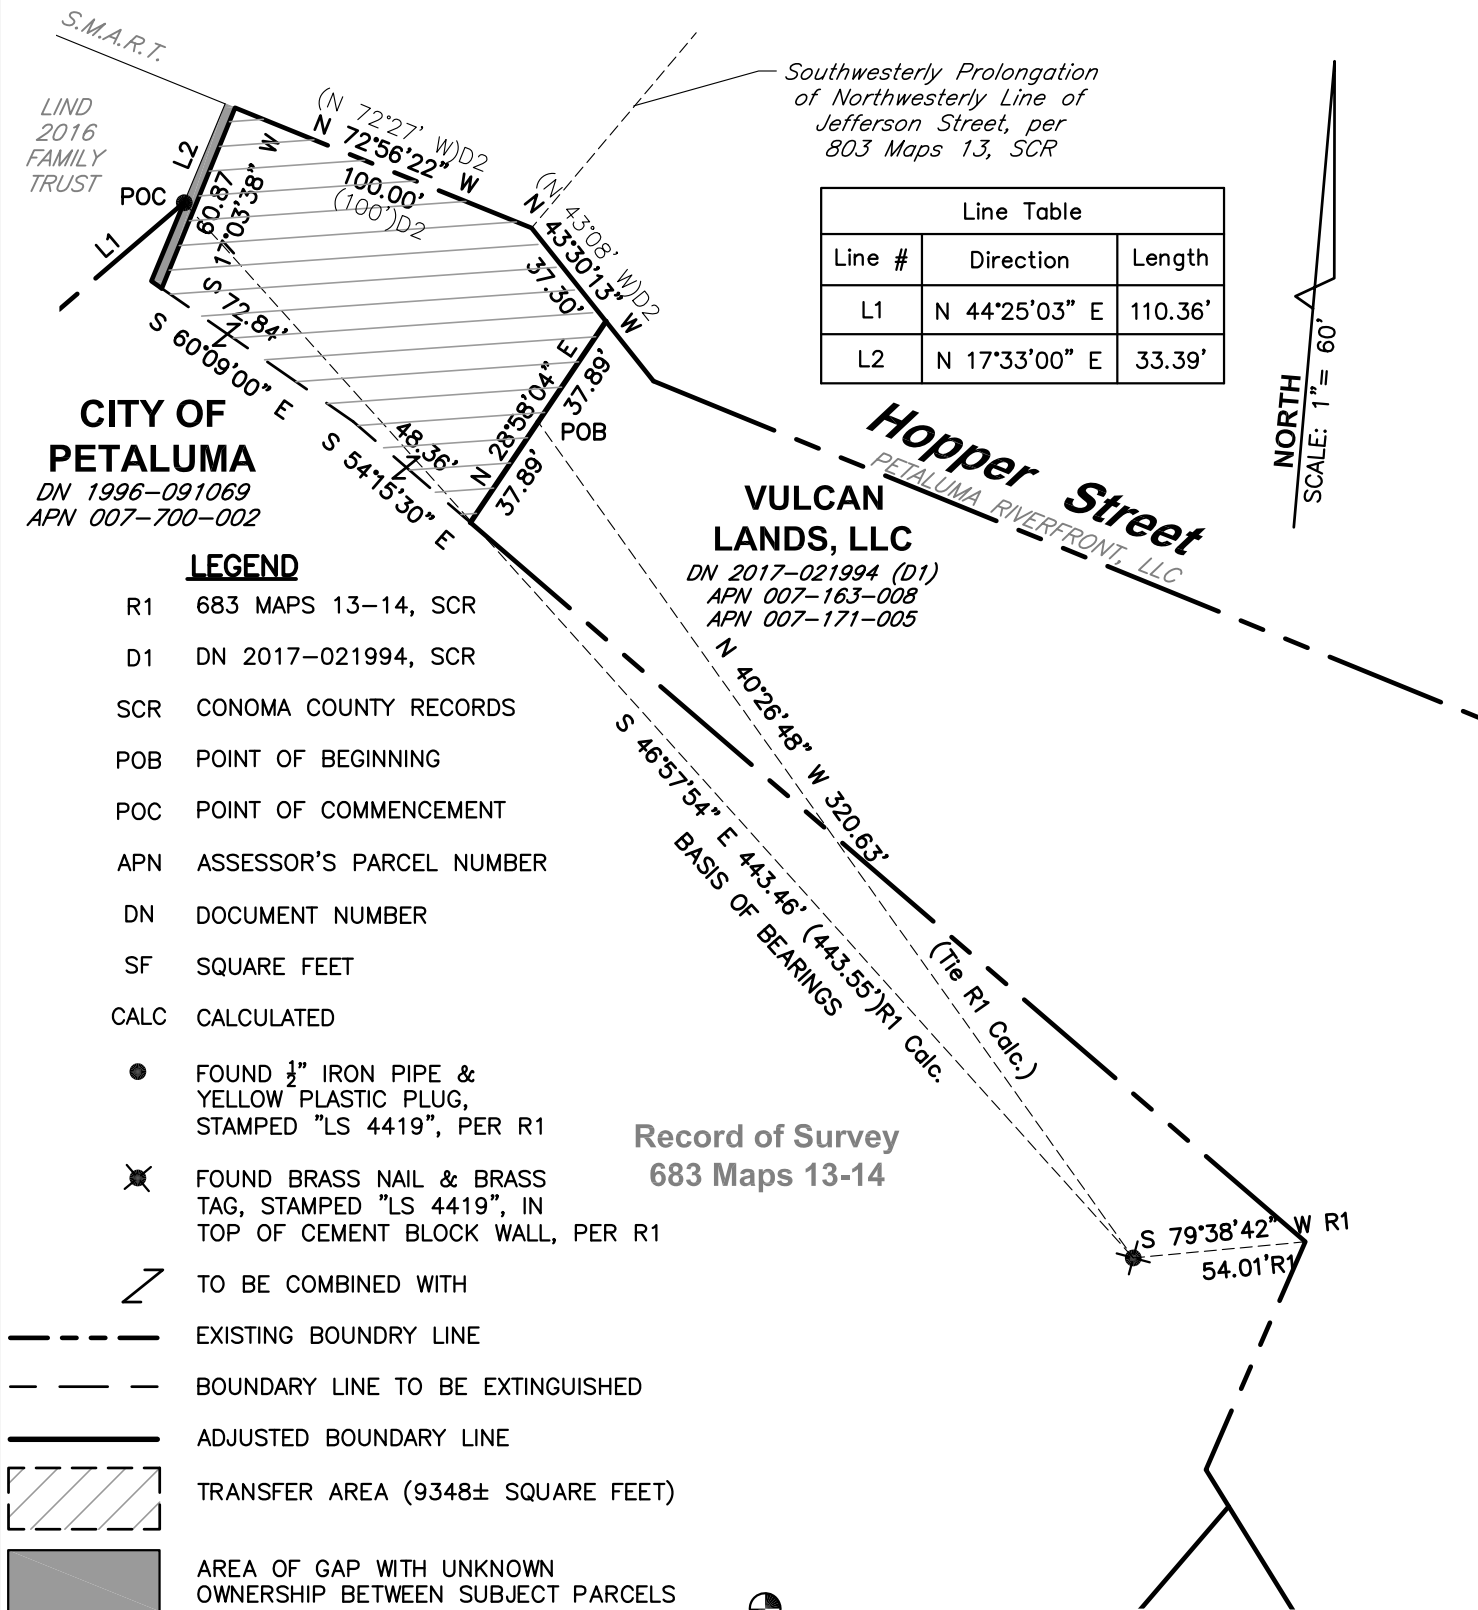 S.M.A.R.T.
LIND
2016
FAMILY
TRUST
L2
POC
L1
60.87
S 17°03'38" W
(N 72°27' W)D2
N 72°56'22" W
100.00'
(100')D2
(N 43°08' W)D2
N 43°30'13" W
37.30'
Southwesterly Prolongation
of Northwesterly Line of
Jefferson Street, per
803 Maps 13, SCR
Line Table
Line # Direction Length
L1 N 44°25'03" E 110.36'
L2 N 17°33'00" E 33.39'
NORTH
SCALE: 1"= 60'
72.84'
S 60°09'00" E
48.36'
S 54°15'30" E
N 28°58'04" E
37.89'
37.89'
POB
CITY OF
PETALUMA
DN 1996-091069
APN 007-700-002
Hopper Street
PETALUMA RIVERFRONT, LLC
VULCAN
LANDS, LLC
DN 2017-021994 (D1)
APN 007-163-008
APN 007-171-005
N 40°26'48" W 320.63'
(Tie R1 Calc.)
S 46°57'54" E 443.46' (443.55')R1 Calc.
BASIS OF BEARINGS
Record of Survey
683 Maps 13-14
S 79°38'42" W R1
54.01'R1
LEGEND
R1 683 MAPS 13-14, SCR
D1 DN 2017-021994, SCR
SCR CONOMA COUNTY RECORDS
POB POINT OF BEGINNING
POC POINT OF COMMENCEMENT
APN ASSESSOR'S PARCEL NUMBER
DN DOCUMENT NUMBER
SF SQUARE FEET
CALC CALCULATED
FOUND ½" IRON PIPE &
YELLOW PLASTIC PLUG,
STAMPED "LS 4419", PER R1
FOUND BRASS NAIL & BRASS
TAG, STAMPED "LS 4419", IN
TOP OF CEMENT BLOCK WALL, PER R1
TO BE COMBINED WITH
EXISTING BOUNDRY LINE
BOUNDARY LINE TO BE EXTINGUISHED
ADJUSTED BOUNDARY LINE
TRANSFER AREA (9348± SQUARE FEET)
AREA OF GAP WITH UNKNOWN
OWNERSHIP BETWEEN SUBJECT PARCELS